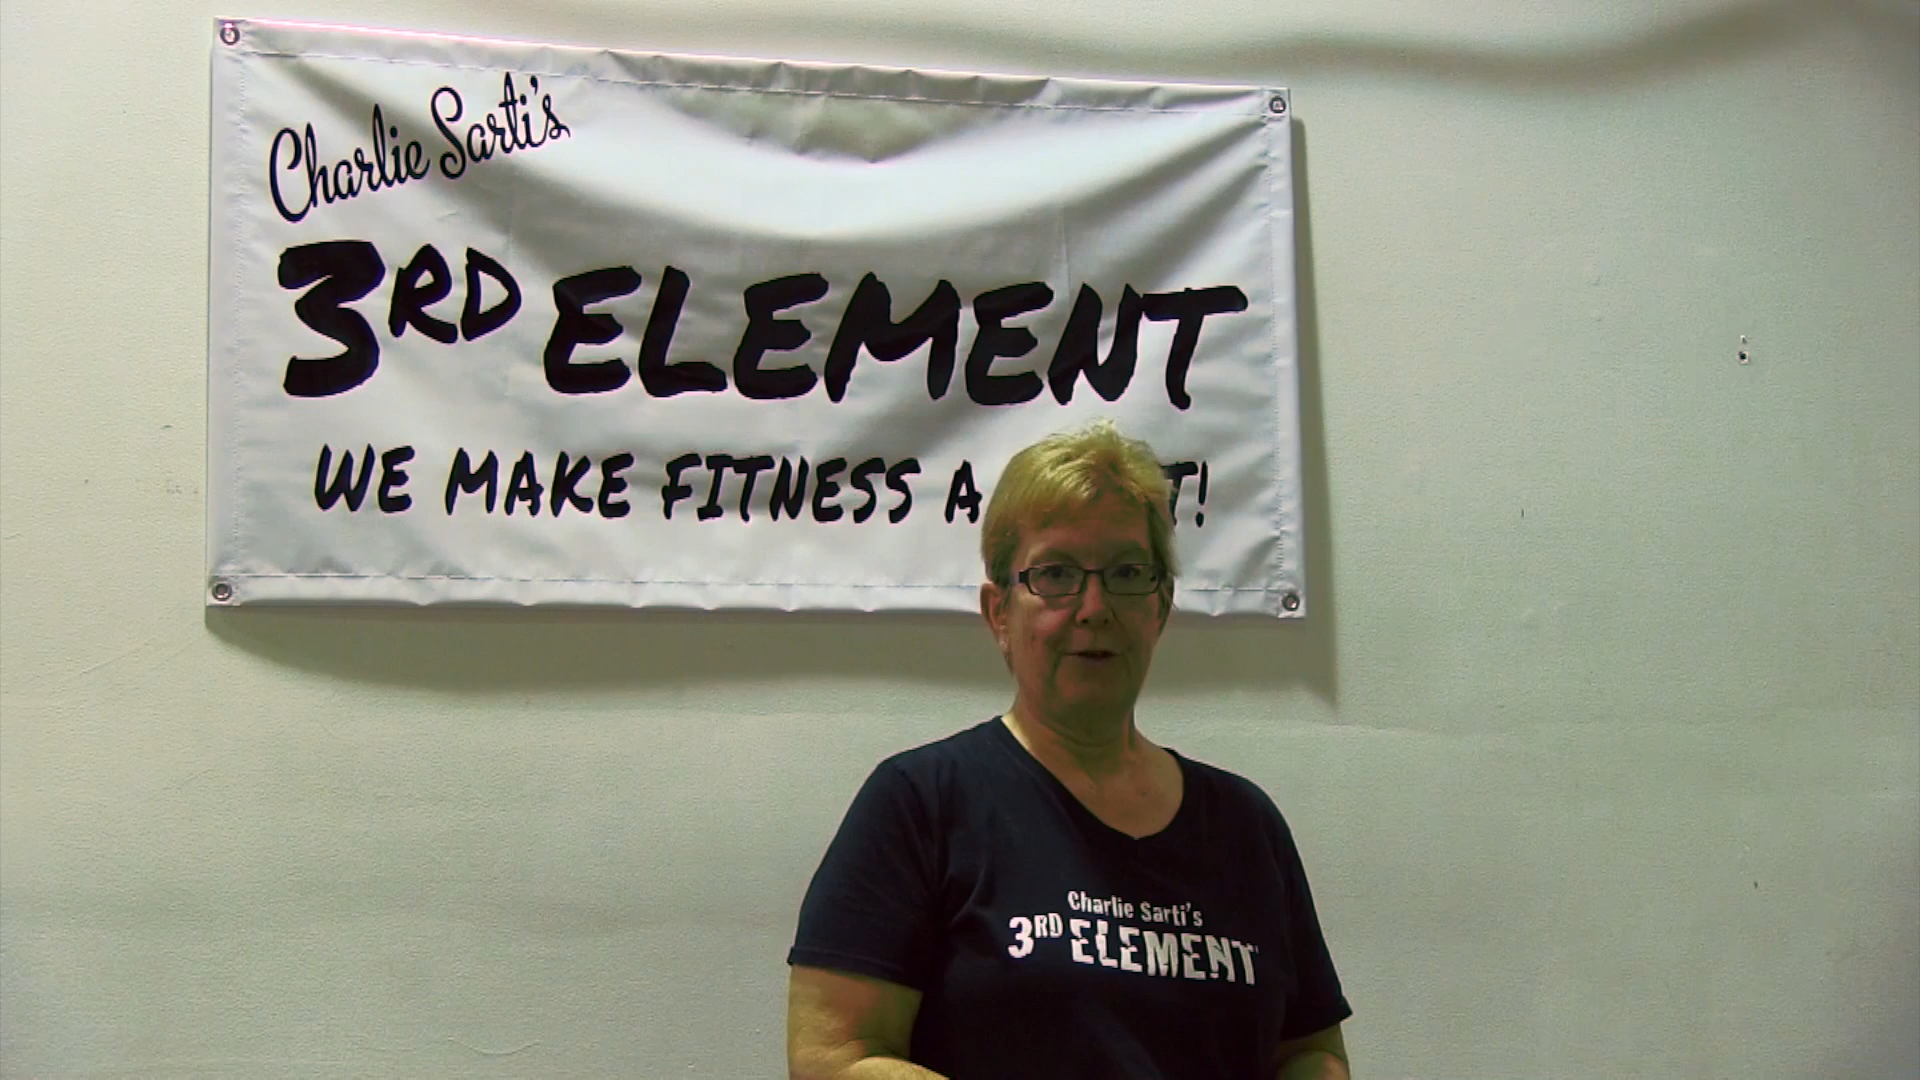 Charlie Sarti's
3RD ELEMENT
WE MAKE FITNESS A
Charlie Sarti's
3RD ELEMENT